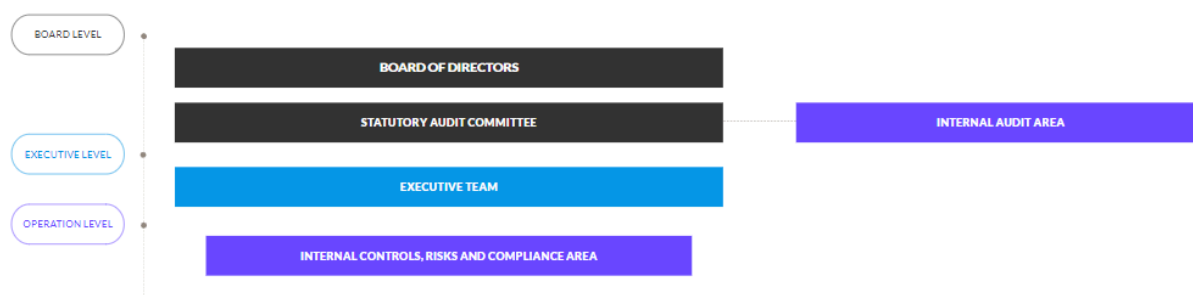 BOARD LEVEL
BOARD OF DIRECTORS
STATUTORY AUDIT COMMITTEE
INTERNAL AUDIT AREA
EXECUTIVE LEVEL
EXECUTIVE TEAM
OPERATION LEVEL
INTERNAL CONTROLS, RISKS AND COMPLIANCE AREA